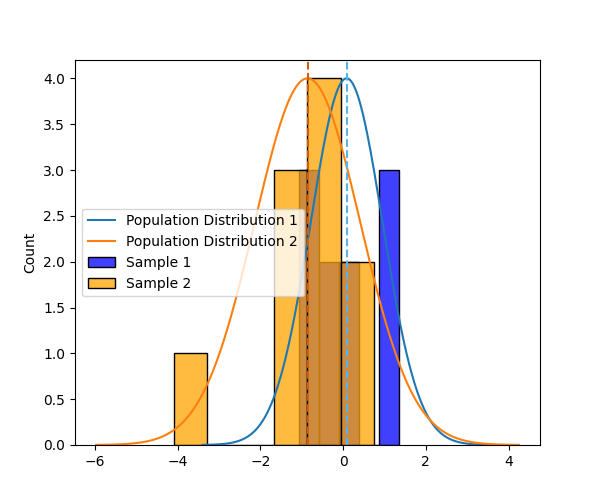 4.0
3.5
3.0
2.5
2.0
1.5
1.0
0.5
0.0
Count
Population Distribution 1
Population Distribution 2
Sample 1
Sample 2
−6 −4 −2 0 2 4